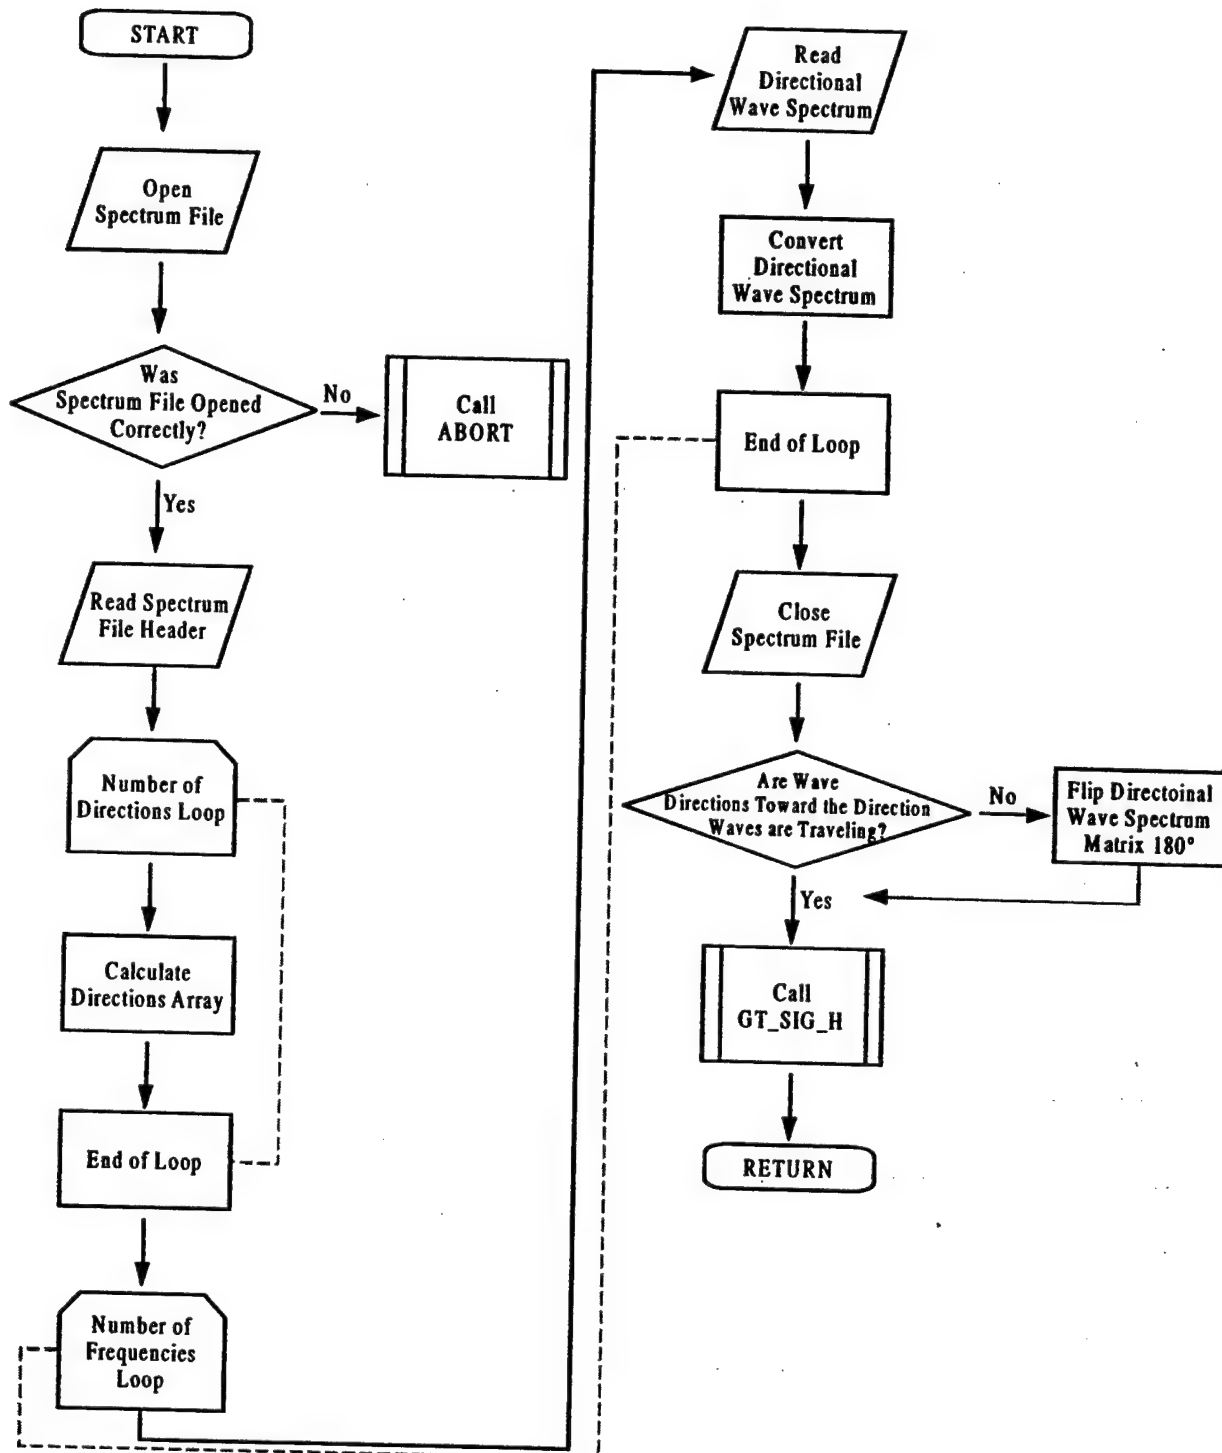 START
Open
Spectrum File
Was
Spectrum File Opened
Correctly?
No
Call
ABORT
Yes
Read Spectrum
File Header
Number of
Directions Loop
Calculate
Directions Array
End of Loop
Number of
Frequencies
Loop
Read
Directional
Wave Spectrum
Convert
Directional
Wave Spectrum
End of Loop
Close
Spectrum File
Are Wave
Directions Toward the Direction
Waves are Traveling?
No
Flip Directoinal
Wave Spectrum
Matrix 180°
Yes
Call
GT_SIG_H
RETURN